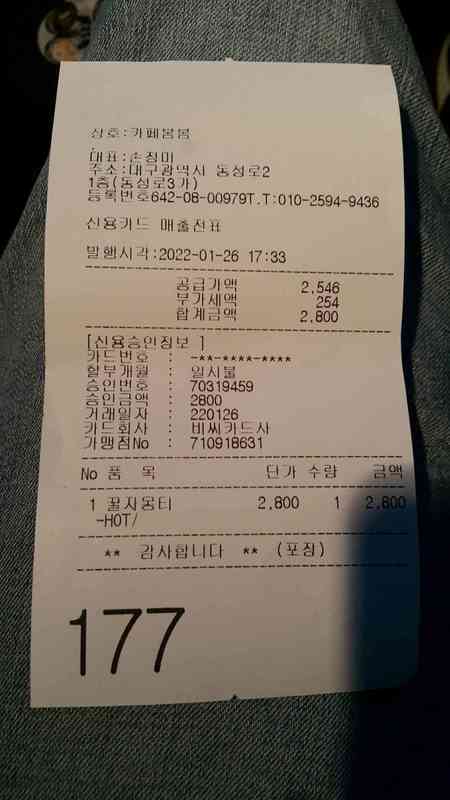 상호:카페봄봄
.
대표:손정미
주소:대구광역시 동성로2
1층(동성로3가)
등록번호642-08-00979T.T:010-2594-9436
신용카드 매출전표
발행시각:2022-01-26 17:33
공급가액 2,546
부가세액 254
합계금액 2,800
[신용승인정보 ]
카드번호 : -**-****-****
할부개월 : 일시불
승인번호 : 70319459
승인금액 : 2800
거래일자 : 220126
카드회사 : 비씨카드사
가맹점No : 710918631
No 품 목 단가 수량 금액
1 꿀자몽티 2,800 1 2,800
-HOT/
** 감사합니다 ** (포장)
177